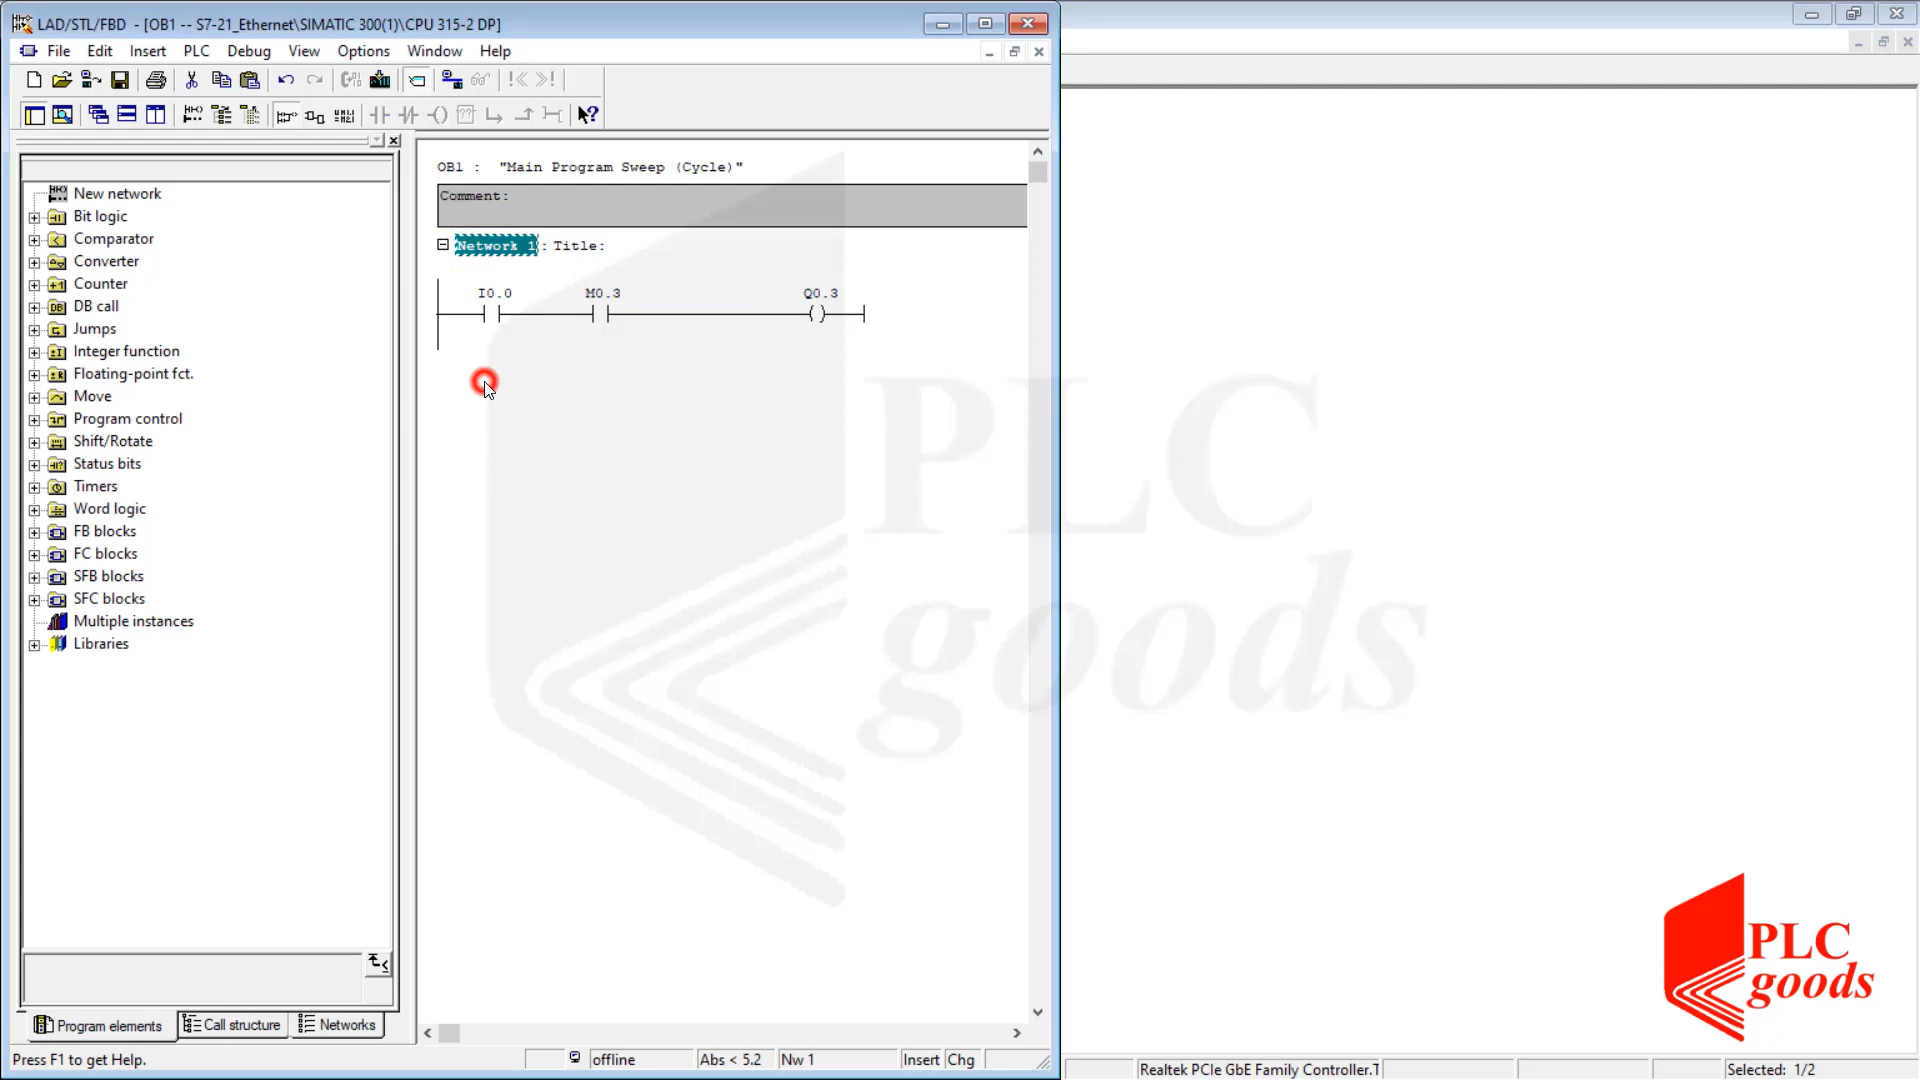 LAD/STL/FBD - [OB1 -- S7-21_Ethernet\SIMATIC 300(1)\CPU 315-2 DP]
File Edit Insert PLC Debug View Options Window Help
New network
Bit logic
Comparator
Converter
Counter
DB call
Jumps
Integer function
Floating-point fct.
Move
Program control
Shift/Rotate
Status bits
Timers
Word logic
FB blocks
FC blocks
SFB blocks
SFC blocks
Multiple instances
Libraries
Program elements Call structure Networks
OB1 : "Main Program Sweep (Cycle)"
Comment:
Network 1: Title:
I0.0 M0.3 Q0.3
PLC
goods
PLC
goods
Press F1 to get Help. offline Abs < 5.2 Nw 1 Insert Chg
Realtek PCIe GbE Family Controller.T Selected: 1/2